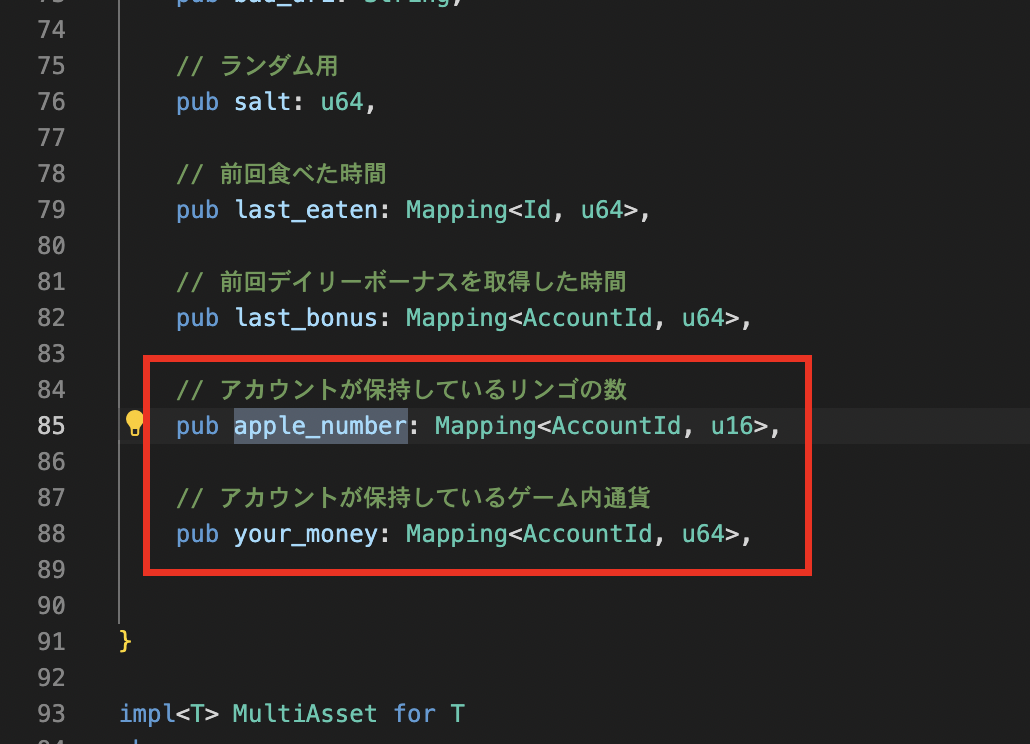 74
75 // ランダム用
76 pub salt: u64,
77
78 // 前回食べた時間
79 pub last_eaten: Mapping<Id, u64>,
80
81 // 前回デイリーボーナスを取得した時間
82 pub last_bonus: Mapping<AccountId, u64>,
83
84 // アカウントが保持しているリンゴの数
85 pub apple_number: Mapping<AccountId, u16>,
86
87 // アカウントが保持しているゲーム内通貨
88 pub your_money: Mapping<AccountId, u64>,
89
90
91 }
92
93 impl<T> MultiAsset for T